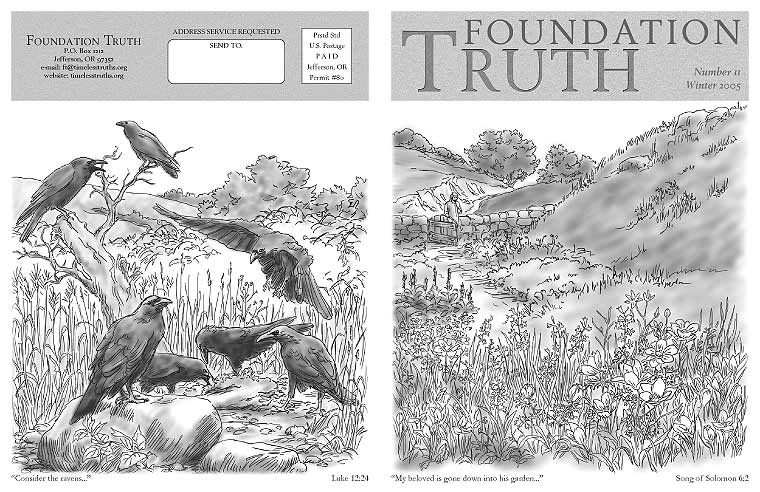 FOUNDATION TRUTH
P.O. Box 1212
Jefferson, OR 97352
e-mail: ft@timelesstruths.org
website: timelesstruths.org
ADDRESS SERVICE REQUESTED
SEND TO:
Prstd Std
U.S. Postage
PAID
Jefferson, OR
Permit #80
"Consider the ravens..."
Luke 12:24
FOUNDATION
TRUTH
Number 11
Winter 2005
"My beloved is gone down into his garden..."
Song of Solomon 6:2